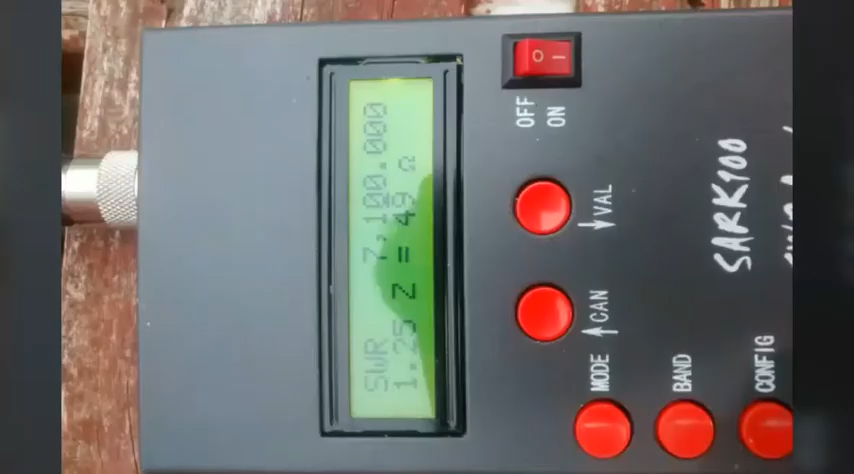 SWR 7,100.000
1.25 Z = 49 Ω
OFF
ON
O I
↓VAL
↑CAN
MODE
BAND
CONFIG
SARK100